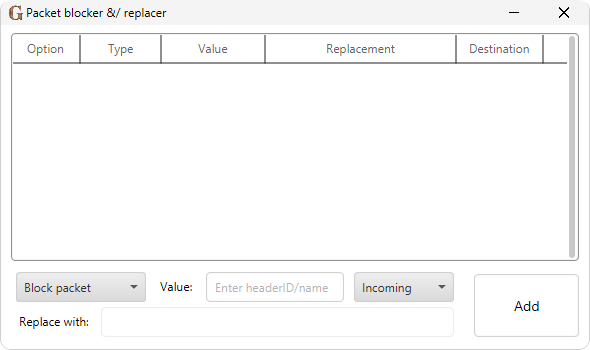 G Packet blocker &/ replacer
Option Type Value Replacement Destination
Block packet Value: Enter headerID/name Incoming Add
Replace with: